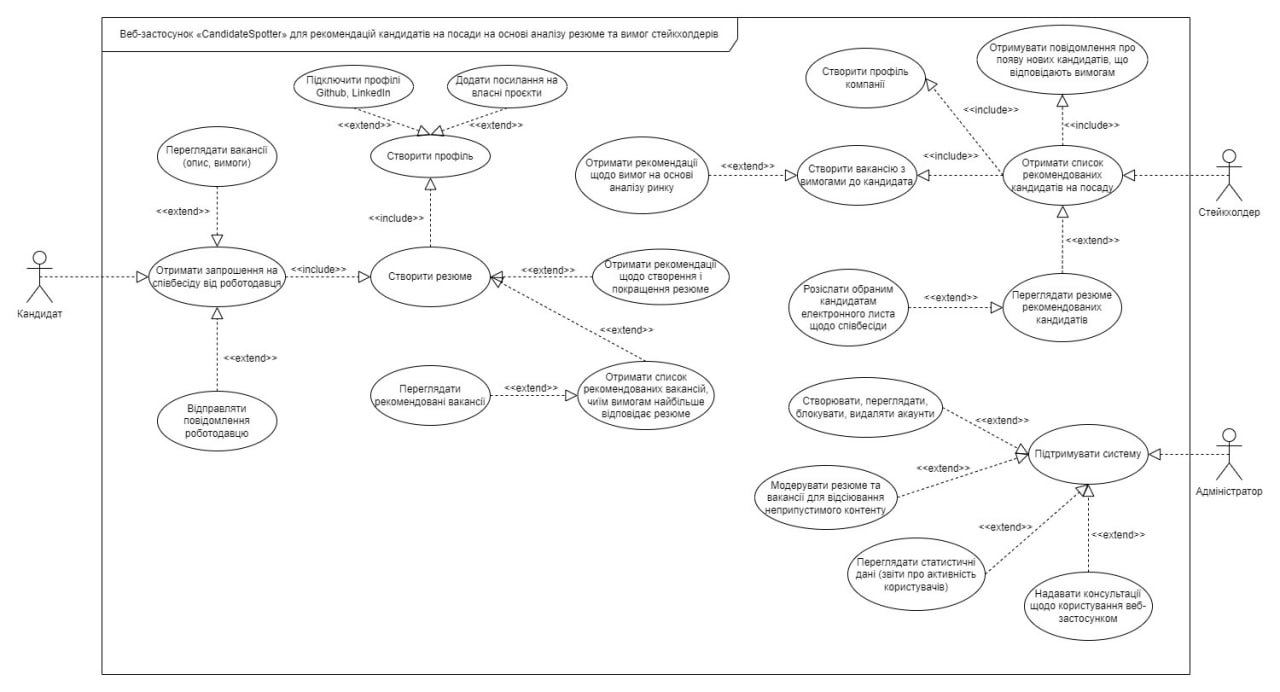 Веб-застосунок «CandidateSpotter» для рекомендацій кандидатів на посади на основі аналізу резюме та вимог стейкхолдерів
Підключити профілі
Github, LinkedIn
Додати посилання на
власні проєкти
<<extend>>
<<extend>>
Створити профіль
Переглядати вакансії
(опис, вимоги)
<<extend>>
<<include>>
Отримати запрошення на
співбесіду від роботодавця
<<include>>
Створити резюме
<<extend>>
Отримати рекомендації
щодо створення і
покращення резюме
Кандидат
<<extend>>
<<extend>>
Відправляти
повідомлення
роботодавцю
Переглядати
рекомендовані вакансії
<<extend>>
Отримати список
рекомендованих вакансій,
чиїм вимогам найбільше
відповідає резюме
Створити профіль
компанії
Отримувати повідомлення про
появу нових кандидатів, що
відповідають вимогам
<<include>>
<<include>>
Отримати рекомендації
щодо вимог на основі
аналізу ринку
<<extend>>
Створити вакансію з
вимогами до кандидата
<<include>>
Отримати список
рекомендованих
кандидатів на посаду
Стейкхолдер
<<extend>>
Розіслати обраним
кандидатам
електронного листа
щодо співбесіди
<<extend>>
Переглядати резюме
рекомендованих
кандидатів
Створювати, переглядати,
блокувати, видаляти акаунти
<<extend>>
Підтримувати систему
Адміністратор
Модерувати резюме та
вакансії для відсіювання
неприпустимого контенту
<<extend>>
<<extend>>
<<extend>>
Переглядати статистичні
дані (звіти про активність
користувачів)
Надавати консультації
щодо користування веб-
застосунком